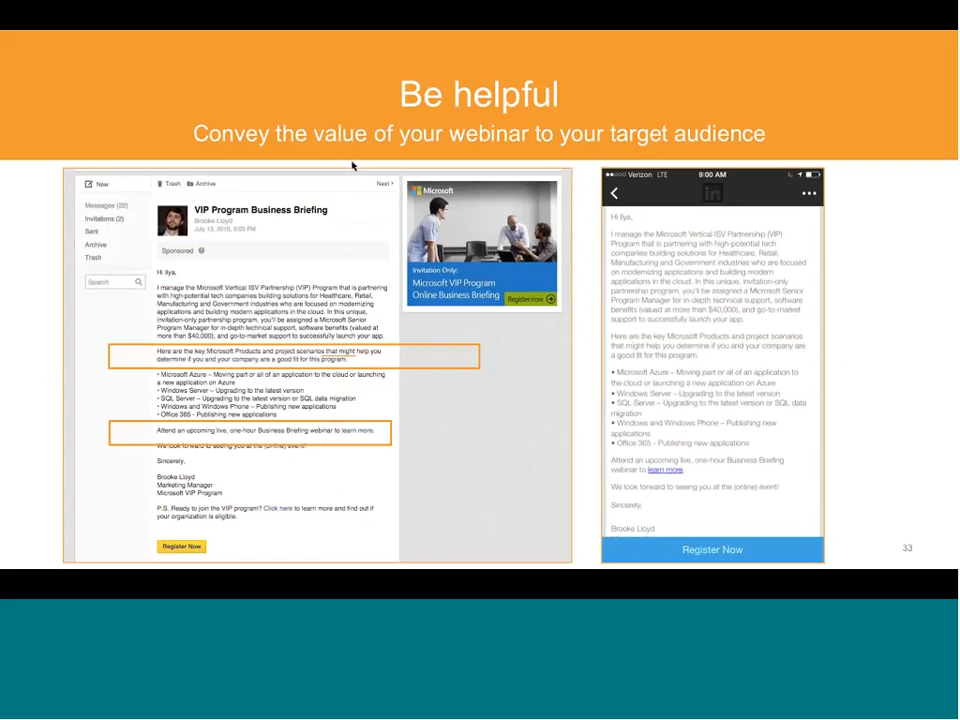 Be helpful
Convey the value of your webinar to your target audience
New
Trash
Archive
Next ›
Messages (22)
Invitations (2)
Sent
Archive
Trash
Search
VIP Program Business Briefing
Brooke Lloyd
July 13, 2015, 6:03 PM
Sponsored
Hi Ilya,
I manage the Microsoft Vertical ISV Partnership (VIP) Program that is partnering
with high-potential tech companies building solutions for Healthcare, Retail,
Manufacturing and Government industries who are focused on modernizing
applications and building modern applications in the cloud. In this unique,
invitation-only partnership program, you'll be assigned a Microsoft Senior
Program Manager for in-depth technical support, software benefits (valued at
more than $40,000), and go-to-market support to successfully launch your app.
Here are the key Microsoft Products and project scenarios that might help you
determine if you and your company are a good fit for this program.
• Microsoft Azure – Moving part or all of an application to the cloud or launching
a new application on Azure
• Windows Server – Upgrading to the latest version
• SQL Server – Upgrading to the latest version or SQL data migration
• Windows and Windows Phone – Publishing new applications
• Office 365 - Publishing new applications
Attend an upcoming live, one-hour Business Briefing webinar to learn more.
We look forward to seeing you at the (online) event!
Sincerely,
Brooke Lloyd
Marketing Manager
Microsoft VIP Program
P.S. Ready to join the VIP program? Click here to learn more and find out if
your organization is eligible.
Register Now
Microsoft
Invitation Only:
Microsoft VIP Program
Online Business Briefing
Register now
Verizon LTE
9:00 AM
in
Hi Ilya,
I manage the Microsoft Vertical ISV Partnership (VIP)
Program that is partnering with high-potential tech
companies building solutions for Healthcare, Retail,
Manufacturing and Government industries who are focused
on modernizing applications and building modern
applications in the cloud. In this unique, invitation-only
partnership program, you'll be assigned a Microsoft Senior
Program Manager for in-depth technical support, software
benefits (valued at more than $40,000), and go-to-market
support to successfully launch your app.
Here are the key Microsoft Products and project scenarios
that might help you determine if you and your company are
a good fit for this program.
• Microsoft Azure – Moving part or all of an application to
the cloud or launching a new application on Azure
• Windows Server – Upgrading to the latest version
• SQL Server – Upgrading to the latest version or SQL data
migration
• Windows and Windows Phone – Publishing new
applications
• Office 365 - Publishing new applications
Attend an upcoming live, one-hour Business Briefing
webinar to learn more.
We look forward to seeing you at the (online) event!
Sincerely,
Brooke Lloyd
Register Now
33